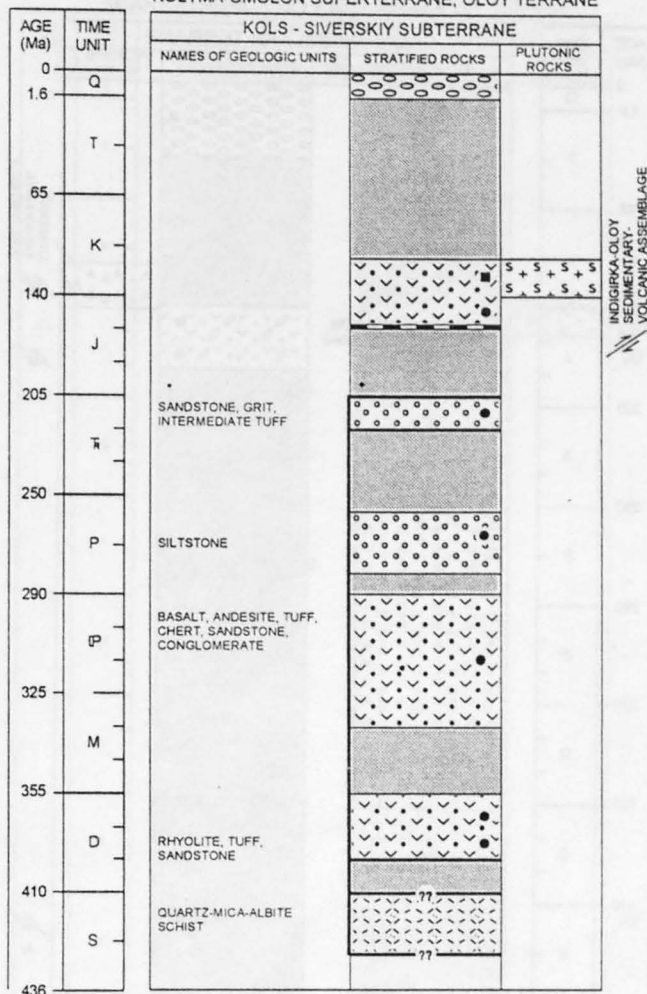 KOLYMA-OMOLON SUPERTERRANE, OLOY TERRANE
AGE
(Ma)
TIME
UNIT
KOLS - SIVERSKIY SUBTERRANE
NAMES OF GEOLOGIC UNITS
STRATIFIED ROCKS
PLUTONIC
ROCKS
0
Q
1.6
T
65
K
S S S S
S S S S
INDIGIRKA-OLOY
SEDIMENTARY-
VOLCANIC ASSEMBLAGE
140
J
205
SANDSTONE, GRIT,
INTERMEDIATE TUFF
250
P
SILTSTONE
290
BASALT, ANDESITE, TUFF,
CHERT, SANDSTONE,
CONGLOMERATE
325
M
355
D
RHYOLITE, TUFF,
SANDSTONE
410
??
QUARTZ-MICA-ALBITE
SCHIST
S
??
436